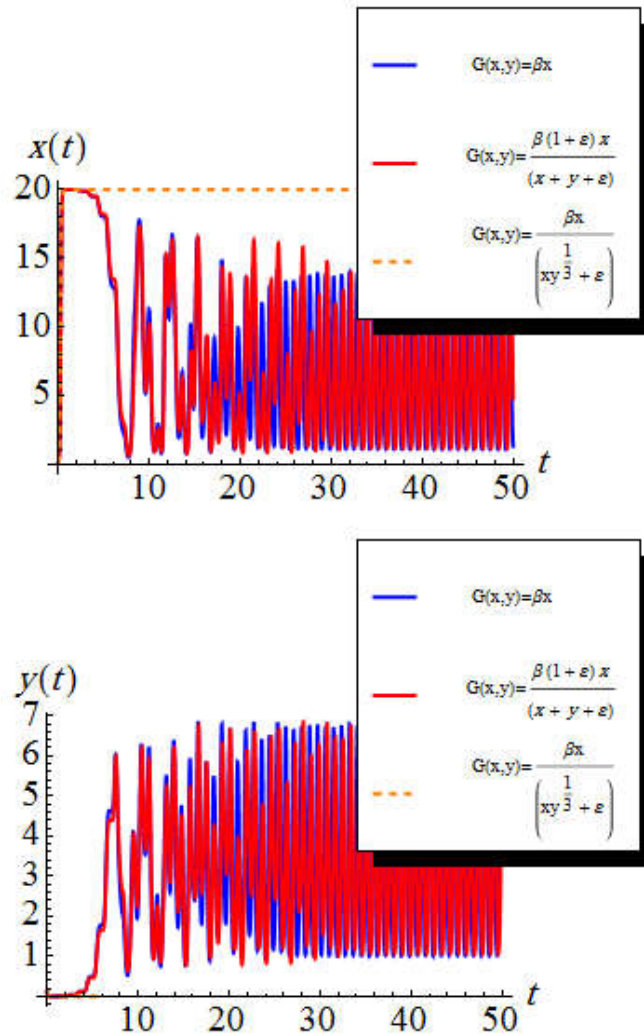 G(x,y)=βx
G(x,y)= β (1 + ε) x / (x + y + ε)
G(x,y)= βx / (xy^(1/3) + ε)
x(t)
20
15
10
5
10 20 30 40 50 t
G(x,y)=βx
G(x,y)= β (1 + ε) x / (x + y + ε)
G(x,y)= βx / (xy^(1/3) + ε)
y(t)
7
6
5
4
3
2
1
10 20 30 40 50 t